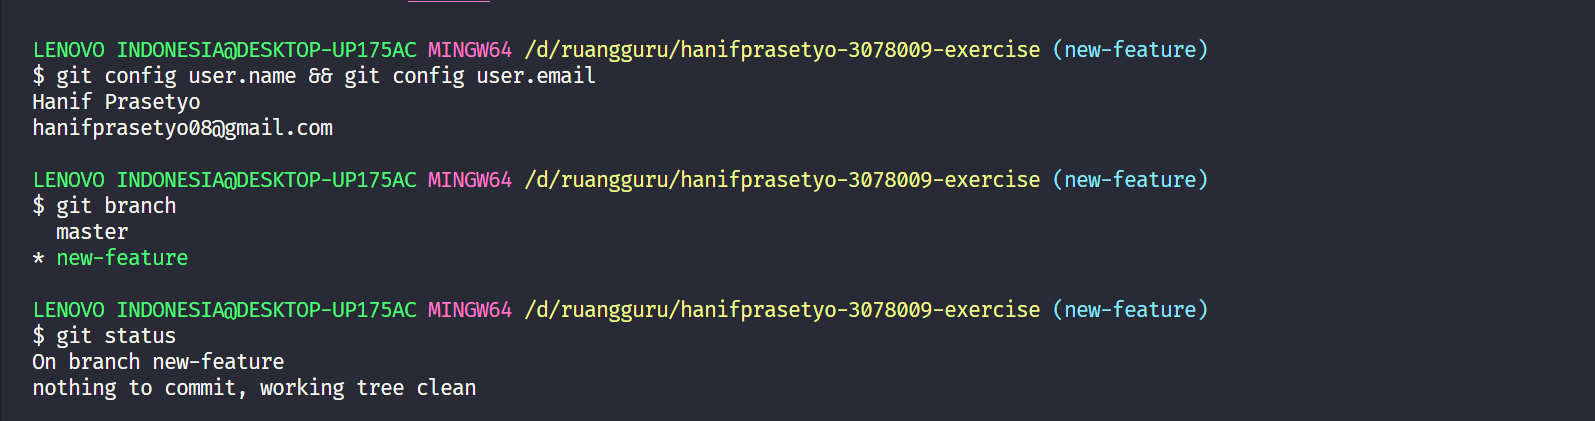 LENOVO INDONESIA@DESKTOP-UP175AC MINGW64 /d/ruangguru/hanifprasetyo-3078009-exercise (new-feature)
$ git config user.name && git config user.email
Hanif Prasetyo
hanifprasetyo08@gmail.com
LENOVO INDONESIA@DESKTOP-UP175AC MINGW64 /d/ruangguru/hanifprasetyo-3078009-exercise (new-feature)
$ git branch
  master
* new-feature
LENOVO INDONESIA@DESKTOP-UP175AC MINGW64 /d/ruangguru/hanifprasetyo-3078009-exercise (new-feature)
$ git status
On branch new-feature
nothing to commit, working tree clean